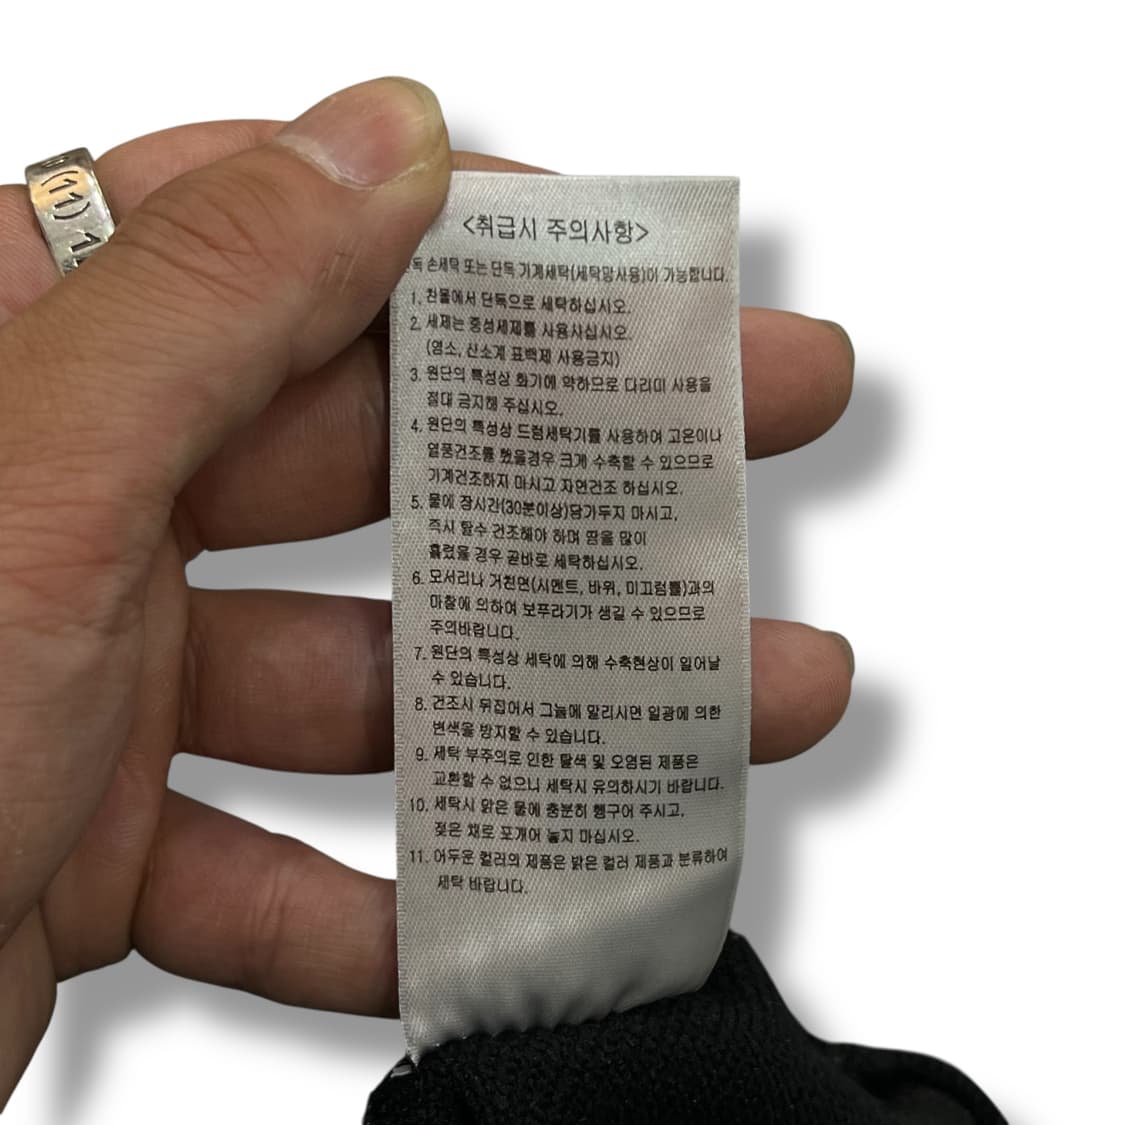 (11) 1
<취급시 주의사항>
독 손세탁 또는 단독 기계세탁(세탁망사용)이 가능합니다.
1. 찬물에서 단독으로 세탁하십시오.
2. 세제는 중성세제를 사용사십시오.
(염소, 산소계 표백제 사용금지)
3. 원단의 특성상 화기에 약하므로 다리미 사용을
절대 금지해 주십시오.
4. 원단의 특성상 드럼세탁기를 사용하여 고온이나
열풍건조를 했을경우 크게 수축할 수 있으므로
기계건조하지 마시고 자연건조 하십시오.
5. 물에 장시간(30분이상)담가두지 마시고,
즉시 탈수 건조해야 하며 땀을 많이
흘렸을 경우 곧바로 세탁하십시오.
6. 모서리나 거친면(시멘트, 바위, 미끄럼틀)과의
마찰에 의하여 보푸라기가 생길 수 있으므로
주의바랍니다.
7. 원단의 특성상 세탁에 의해 수축현상이 일어날
수 있습니다.
8. 건조시 뒤집어서 그늘에 말리시면 일광에 의한
변색을 방지할 수 있습니다.
9. 세탁 부주의로 인한 탈색 및 오염된 제품은
교환할 수 없으니 세탁시 유의하시기 바랍니다.
10. 세탁시 맑은 물에 충분히 헹구어 주시고,
젖은 채로 포개어 놓지 마십시오.
11. 어두운 컬러의 제품은 밝은 컬러 제품과 분류하여
세탁 바랍니다.